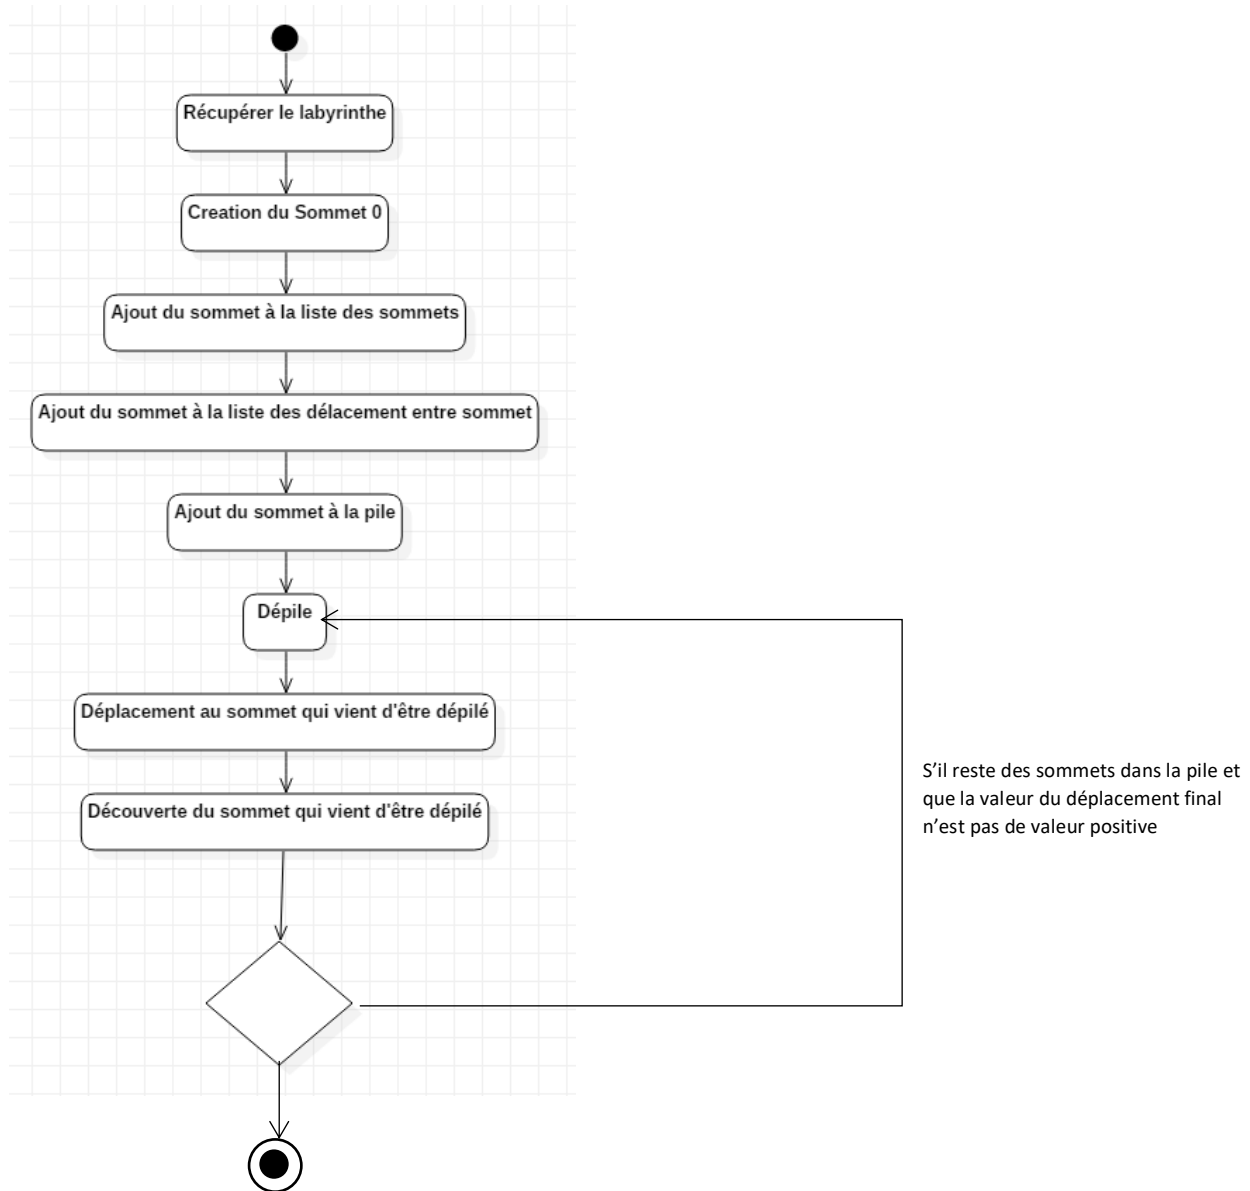 Récupérer le labyrinthe
Creation du Sommet 0
Ajout du sommet à la liste des sommets
Ajout du sommet à la liste des délacement entre sommet
Ajout du sommet à la pile
Dépile
Déplacement au sommet qui vient d'être dépilé
S’il reste des sommets dans la pile et
que la valeur du déplacement final
n’est pas de valeur positive
Découverte du sommet qui vient d'être dépilé